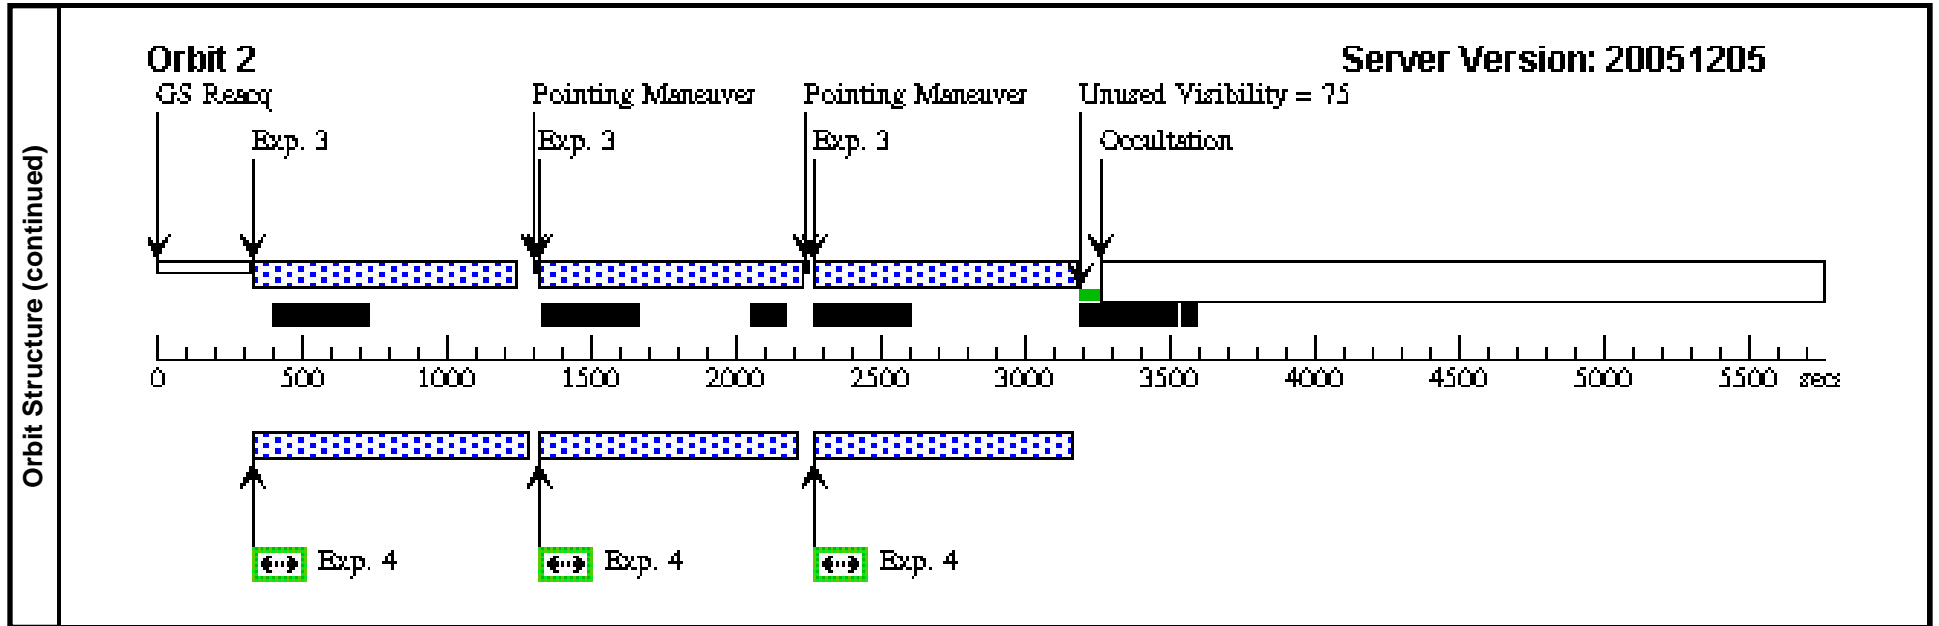 Orbit Structure (continued)
Orbit 2
Server Version: 20051205
GS Reacq
Pointing Maneuver
Pointing Maneuver
Unused Visibility = 75
Exp. 3
Exp. 3
Exp. 3
Occultation
0 500 1000 1500 2000 2500 3000 3500 4000 4500 5000 5500 secs
Exp. 4
Exp. 4
Exp. 4